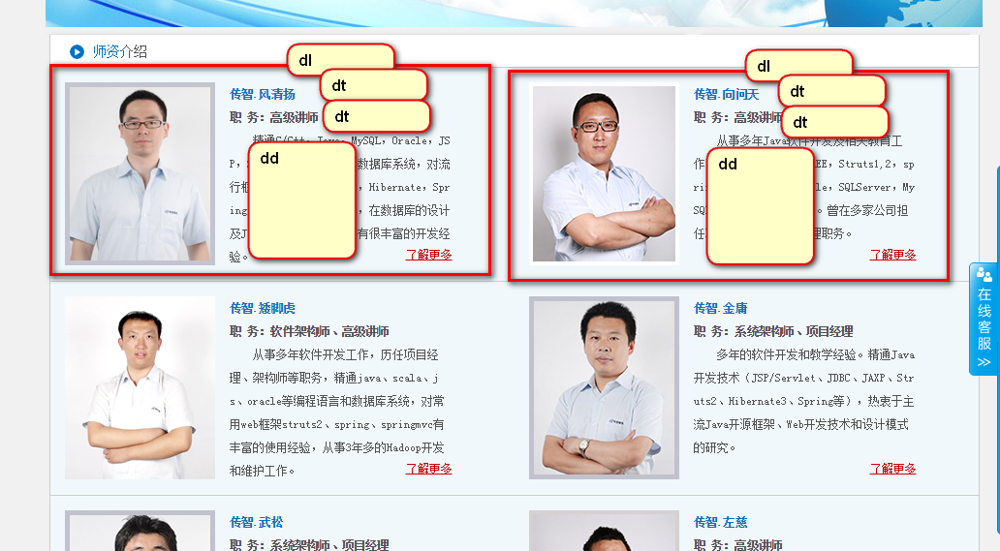 师资介绍
dl
dt
dt
dd
传智.风清扬
职 务：高级讲师
精通C/C++、Java、MySQL，Oracle，JS
P，
数据库系统，对流
行框
，Hibernate，Spr
ing
，在数据库的设计
及J
有很丰富的开发经
验。
了解更多
dl
dt
dt
dd
传智.向问天
职 务：高级讲师
从事多年Java软件开发及相关教育工
作
EE，Struts1,2，sp
ri
le，SQLServer，My
SQL
。曾在多家公司担
任
理职务。
了解更多
传智.矮脚虎
职 务：软件架构师、高级讲师
从事多年软件开发工作，历任项目经
理、架构师等职务，精通java、scala、j
s、oracle等编程语言和数据库系统，对常
用web框架struts2、spring、springmvc有
丰富的使用经验，从事3年多的Hadoop开发
和维护工作。
了解更多
传智.金庸
职 务：系统架构师、项目经理
多年的软件开发和教学经验。精通Java
开发技术（JSP/Servlet、JDBC、JAXP、Str
uts2、Hibernate3、Spring等），热衷于主
流Java开源框架、Web开发技术和设计模式
的研究。
了解更多
传智.武松
职 务：系统架构师、项目经理
传智.左慈
职 务：高级讲师
在线客服
>>